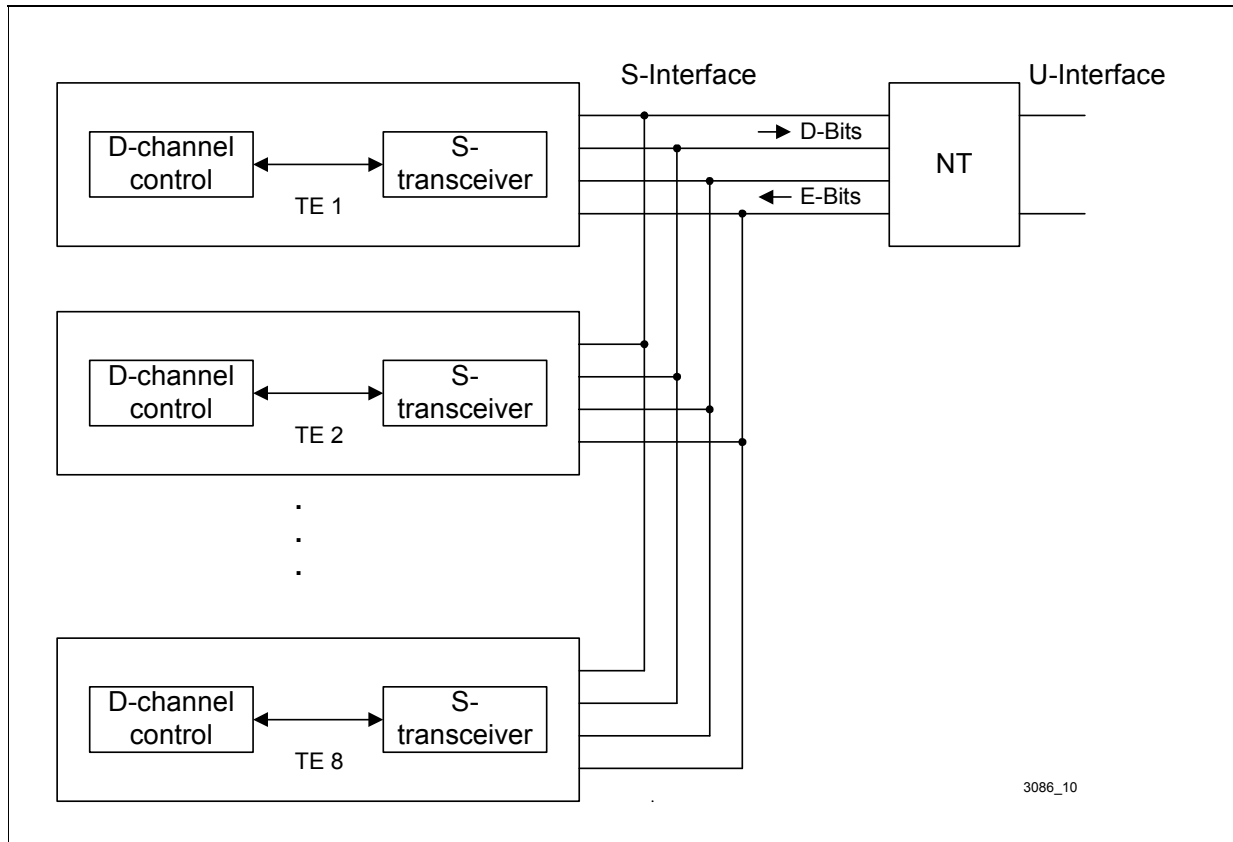 S-Interface
U-Interface
D-channel
control
S-
transceiver
TE 1
D-Bits
E-Bits
NT
D-channel
control
S-
transceiver
TE 2
.
.
.
D-channel
control
S-
transceiver
TE 8
3086_10